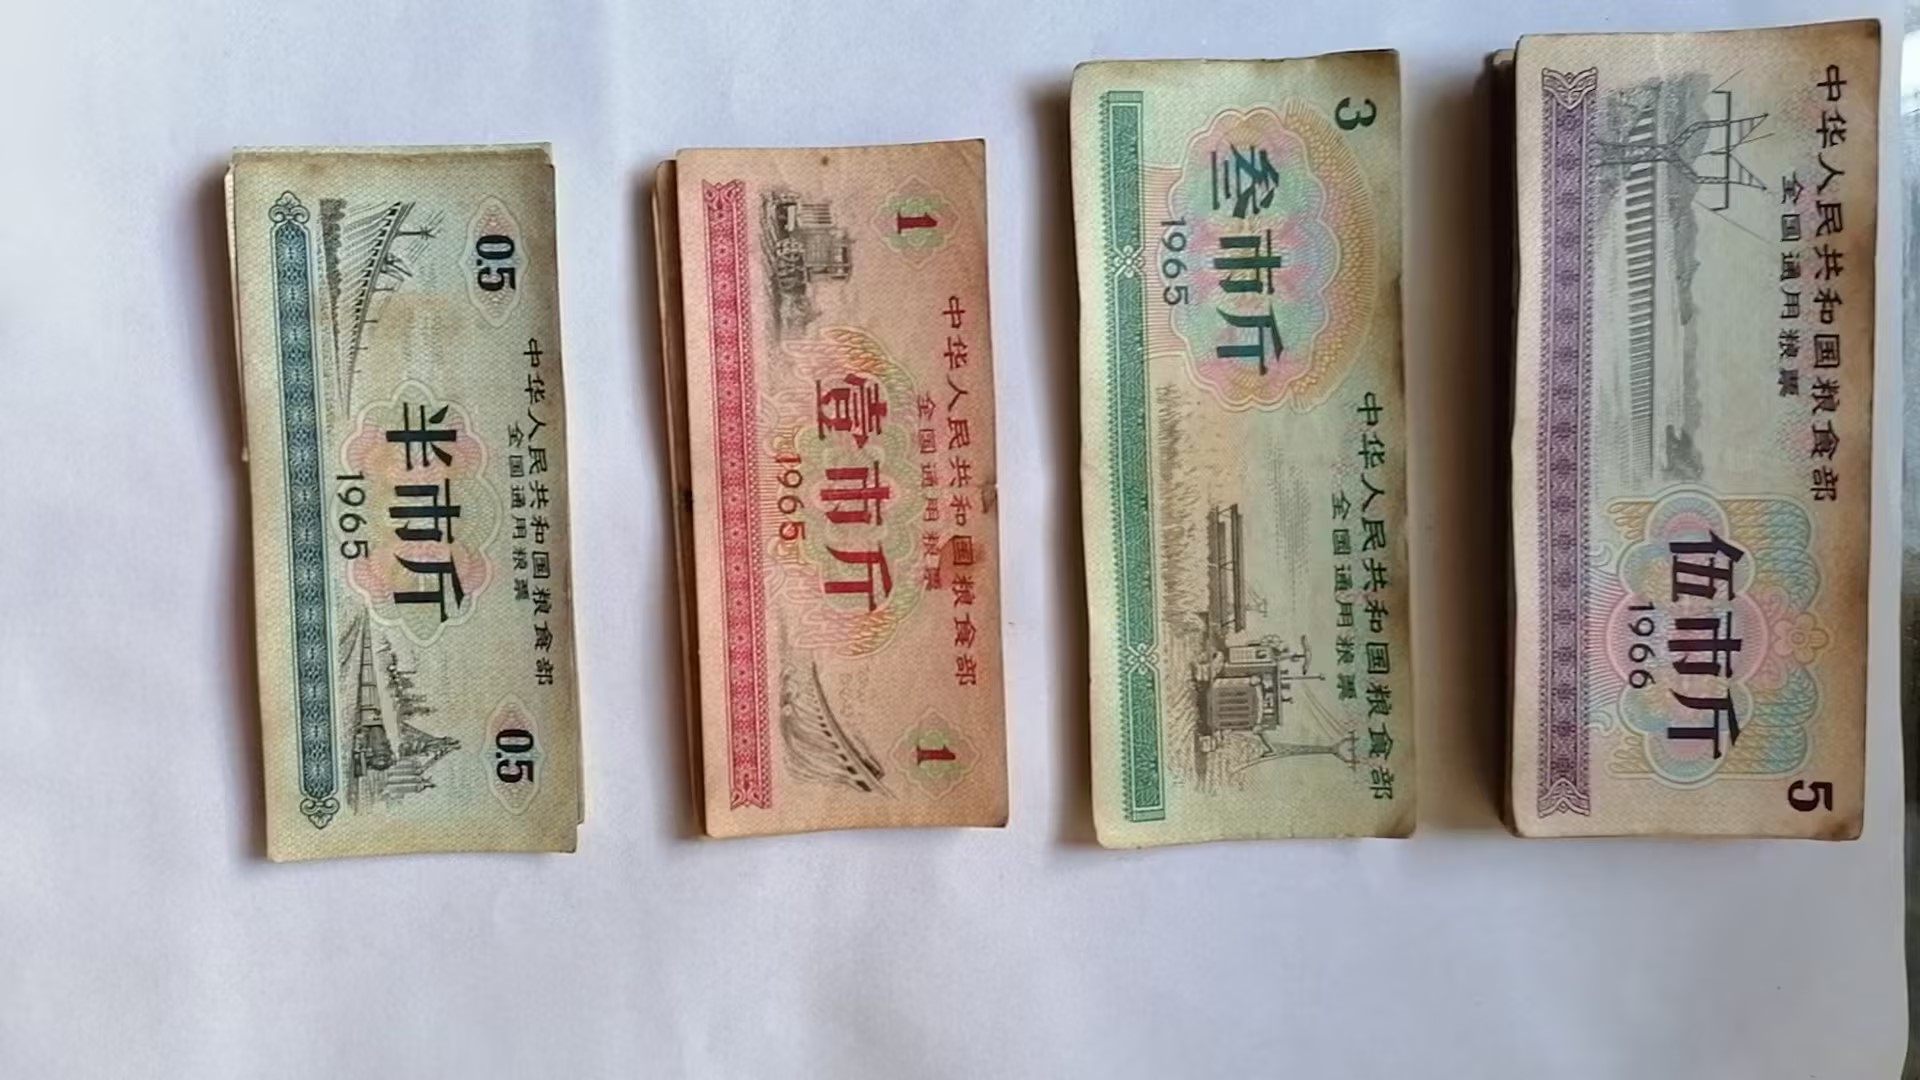 中华人民共和国粮食部
全国通用粮票
0.5
0.5
半市斤
1965
中华人民共和国粮食部
全国通用粮票
1
1
壹市斤
1965
3
中华人民共和国粮食部
全国通用粮票
叁市斤
1965
中华人民共和国粮食部
全国通用粮票
伍市斤
1966
5